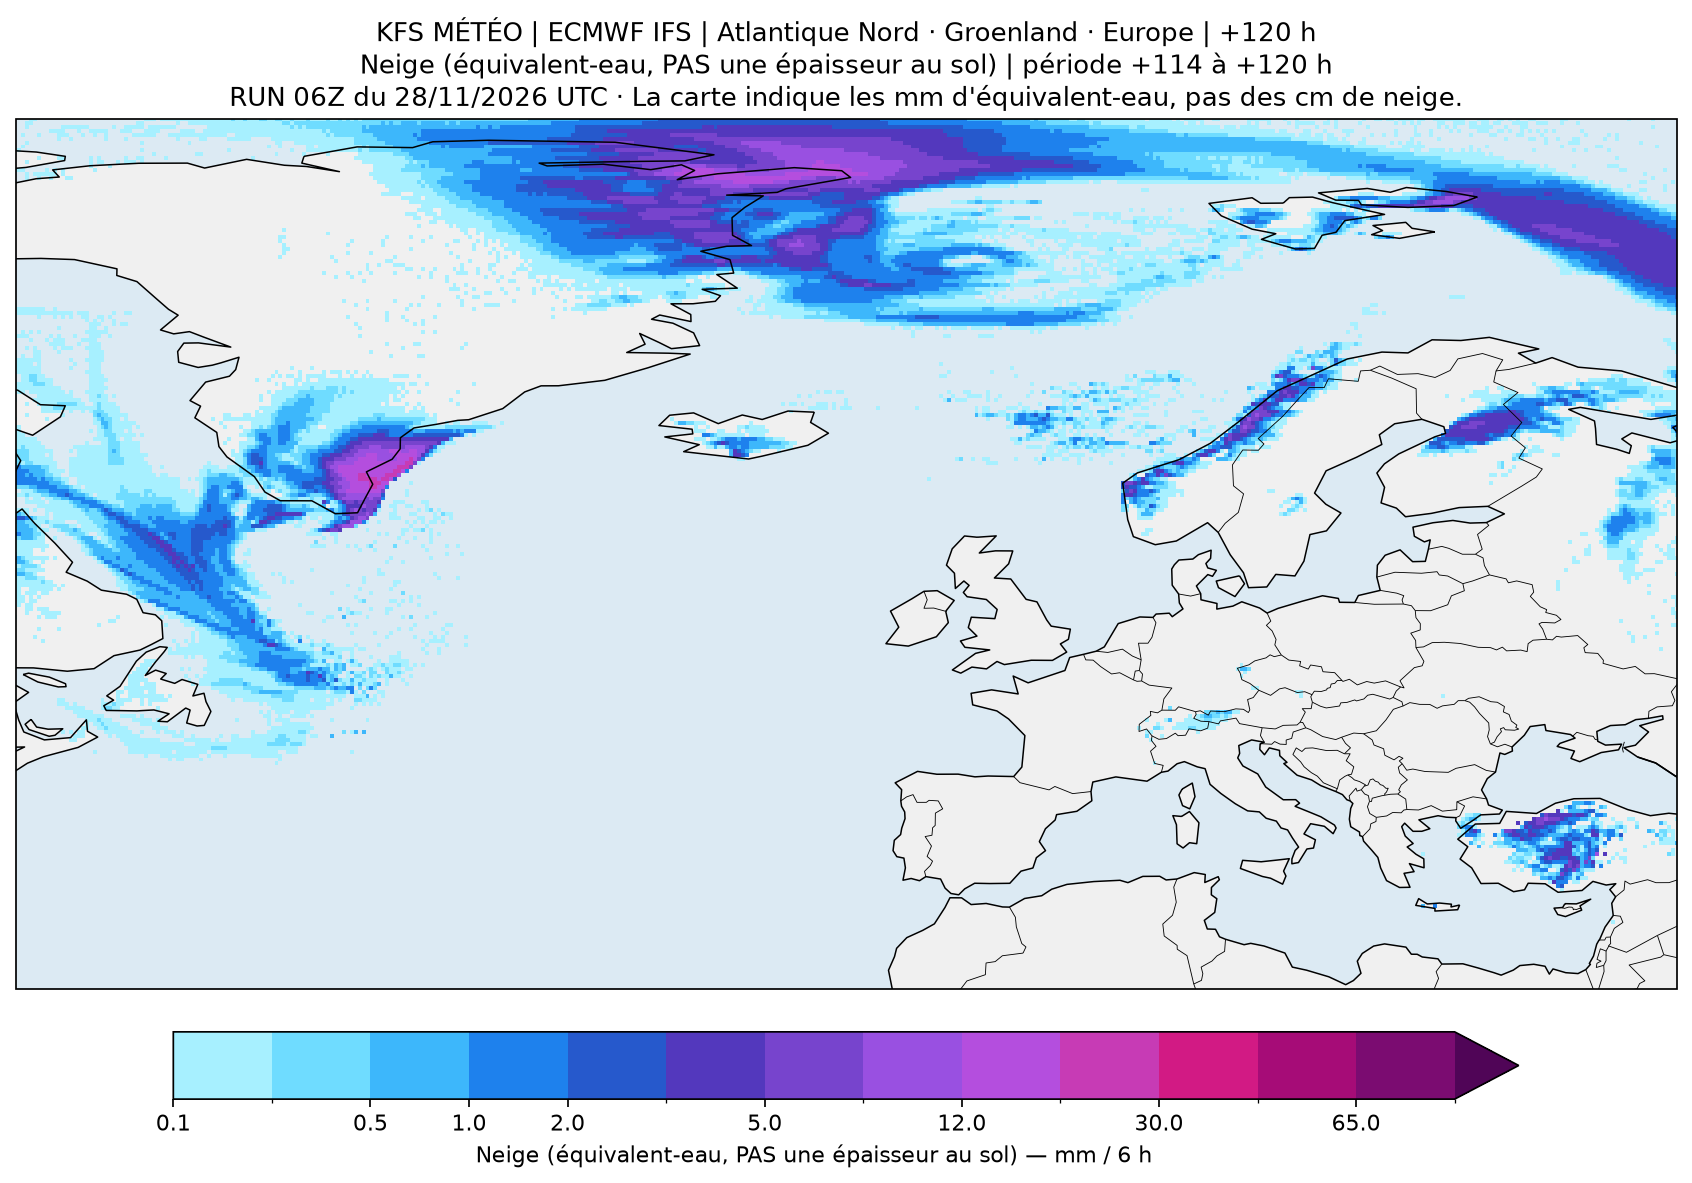 KFS MÉTÉO | ECMWF IFS | Atlantique Nord · Groenland · Europe | +120 h
Neige (équivalent-eau, PAS une épaisseur au sol) | période +114 à +120 h
RUN 06Z du 28/11/2026 UTC · La carte indique les mm d'équivalent-eau, pas des cm de neige.
0.1 0.5 1.0 2.0 5.0 12.0 30.0 65.0
Neige (équivalent-eau, PAS une épaisseur au sol) — mm / 6 h